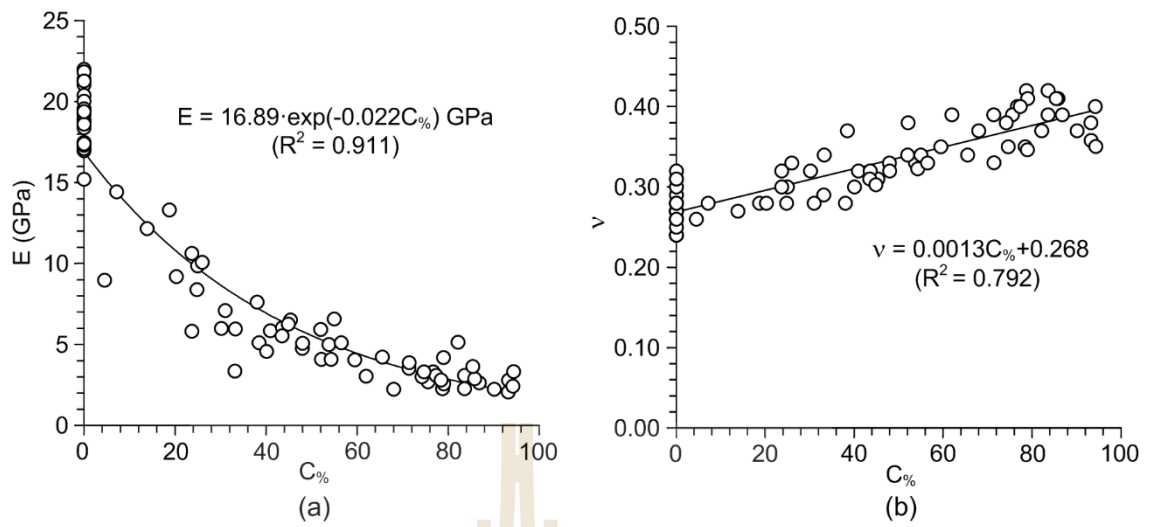 25
20
15
10
5
0
E (GPa)
E = 16.89·exp(-0.022C%) GPa
(R² = 0.911)
0 20 40 60 80 100
C%
(a)
0.50
0.40
0.30
0.20
0.10
0.00
ν
ν = 0.0013C%+0.268
(R² = 0.792)
0 20 40 60 80 100
C%
(b)